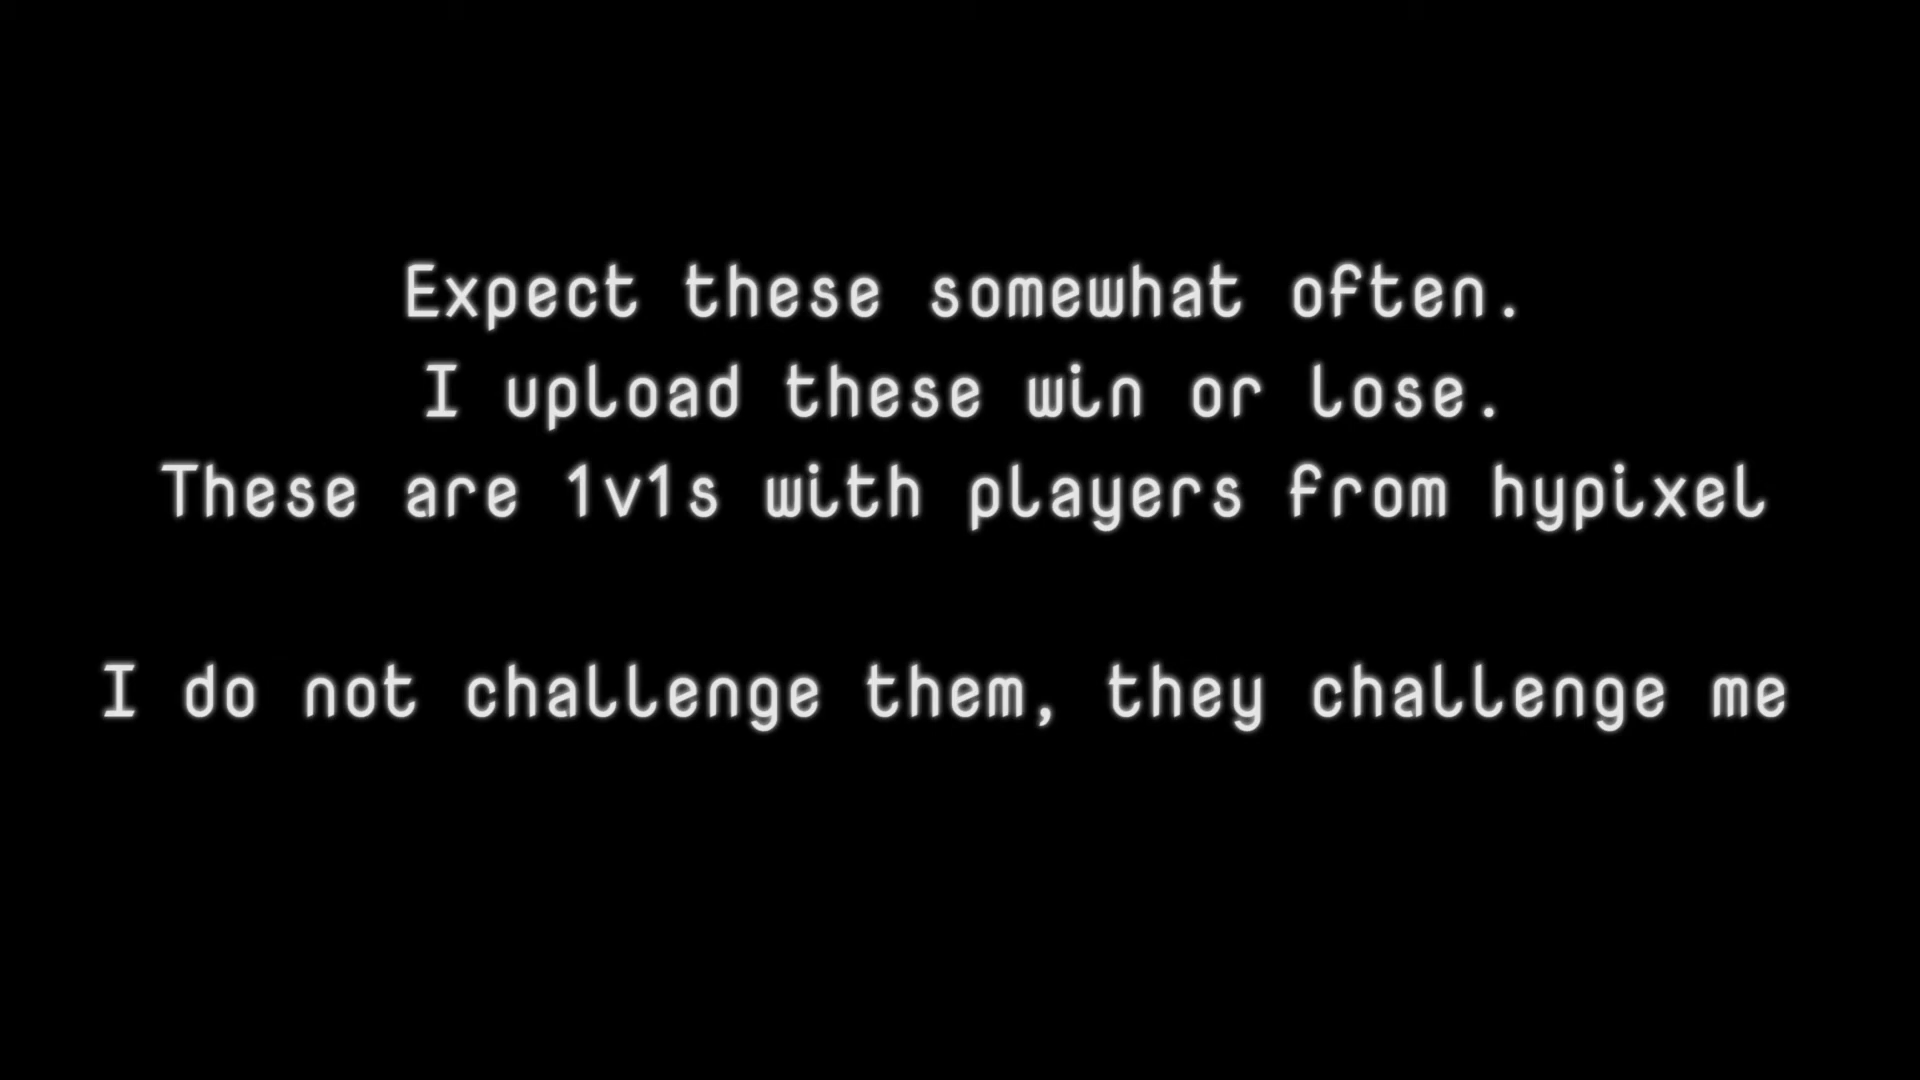 Expect these somewhat often.
I upload these win or lose.
These are 1v1s with players from hypixel
I do not challenge them, they challenge me